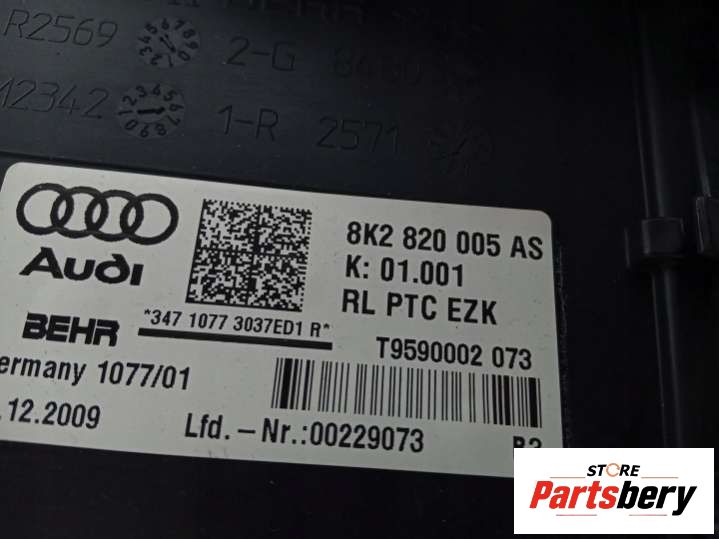 R2569
2-G
12342
1-R 2571
Audi
8K2 820 005 AS
K: 01.001
RL PTC EZK
*347 1077 3037ED1 R*
BEHR
T9590002 073
ermany 1077/01
.12.2009
Lfd.-Nr.:00229073
STORE
Partsbery